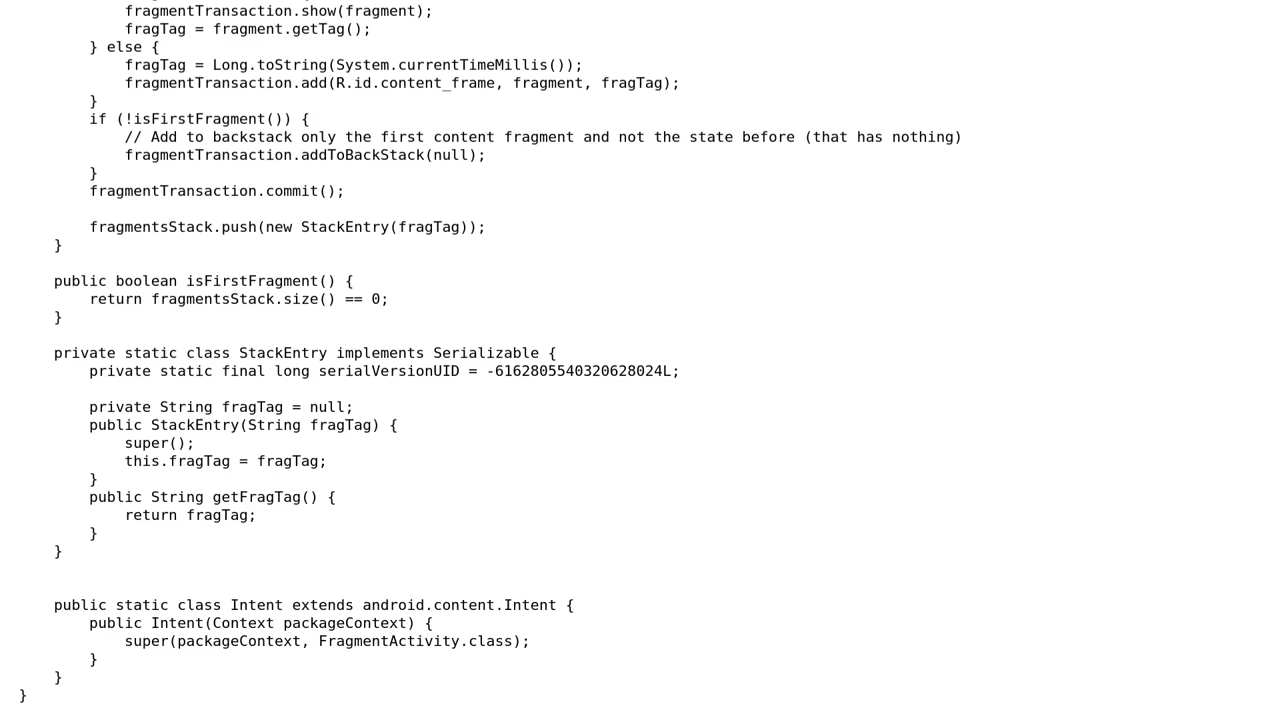 fragmentTransaction.show(fragment);
            fragTag = fragment.getTag();
        } else {
            fragTag = Long.toString(System.currentTimeMillis());
            fragmentTransaction.add(R.id.content_frame, fragment, fragTag);
        }
        if (!isFirstFragment()) {
            // Add to backstack only the first content fragment and not the state before (that has nothing)
            fragmentTransaction.addToBackStack(null);
        }
        fragmentTransaction.commit();

        fragmentsStack.push(new StackEntry(fragTag));
    }

    public boolean isFirstFragment() {
        return fragmentsStack.size() == 0;
    }

    private static class StackEntry implements Serializable {
        private static final long serialVersionUID = -6162805540320628024L;

        private String fragTag = null;
        public StackEntry(String fragTag) {
            super();
            this.fragTag = fragTag;
        }
        public String getFragTag() {
            return fragTag;
        }
    }


    public static class Intent extends android.content.Intent {
        public Intent(Context packageContext) {
            super(packageContext, FragmentActivity.class);
        }
    }
}